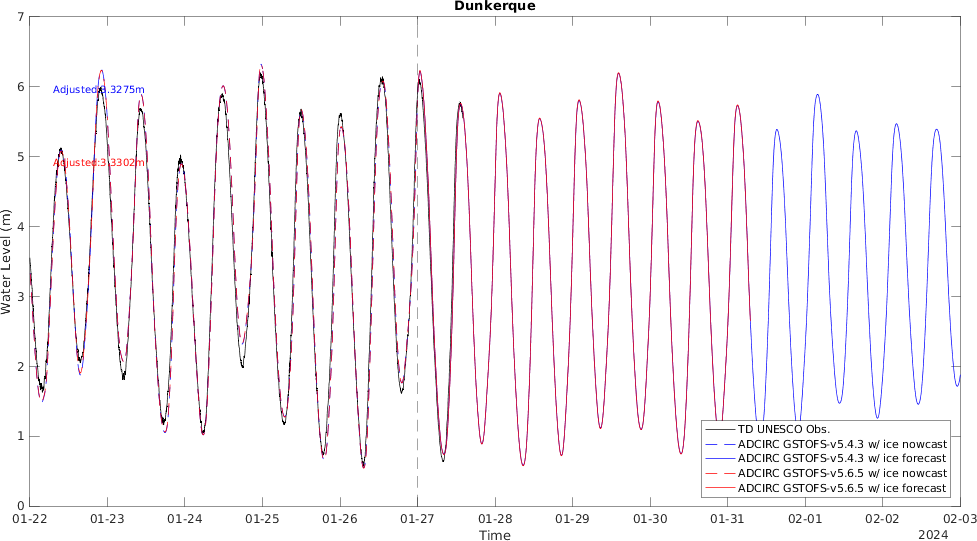 Dunkerque
7
6
5
4
3
2
1
0
Water Level (m)
Adjusted:3.3275m
Adjusted:3.3302m
TD UNESCO Obs.
ADCIRC GSTOFS-v5.4.3 w/ ice nowcast
ADCIRC GSTOFS-v5.4.3 w/ ice forecast
ADCIRC GSTOFS-v5.6.5 w/ ice nowcast
ADCIRC GSTOFS-v5.6.5 w/ ice forecast
01-22 01-23 01-24 01-25 01-26 01-27 01-28 01-29 01-30 01-31 02-01 02-02 02-03
Time
2024